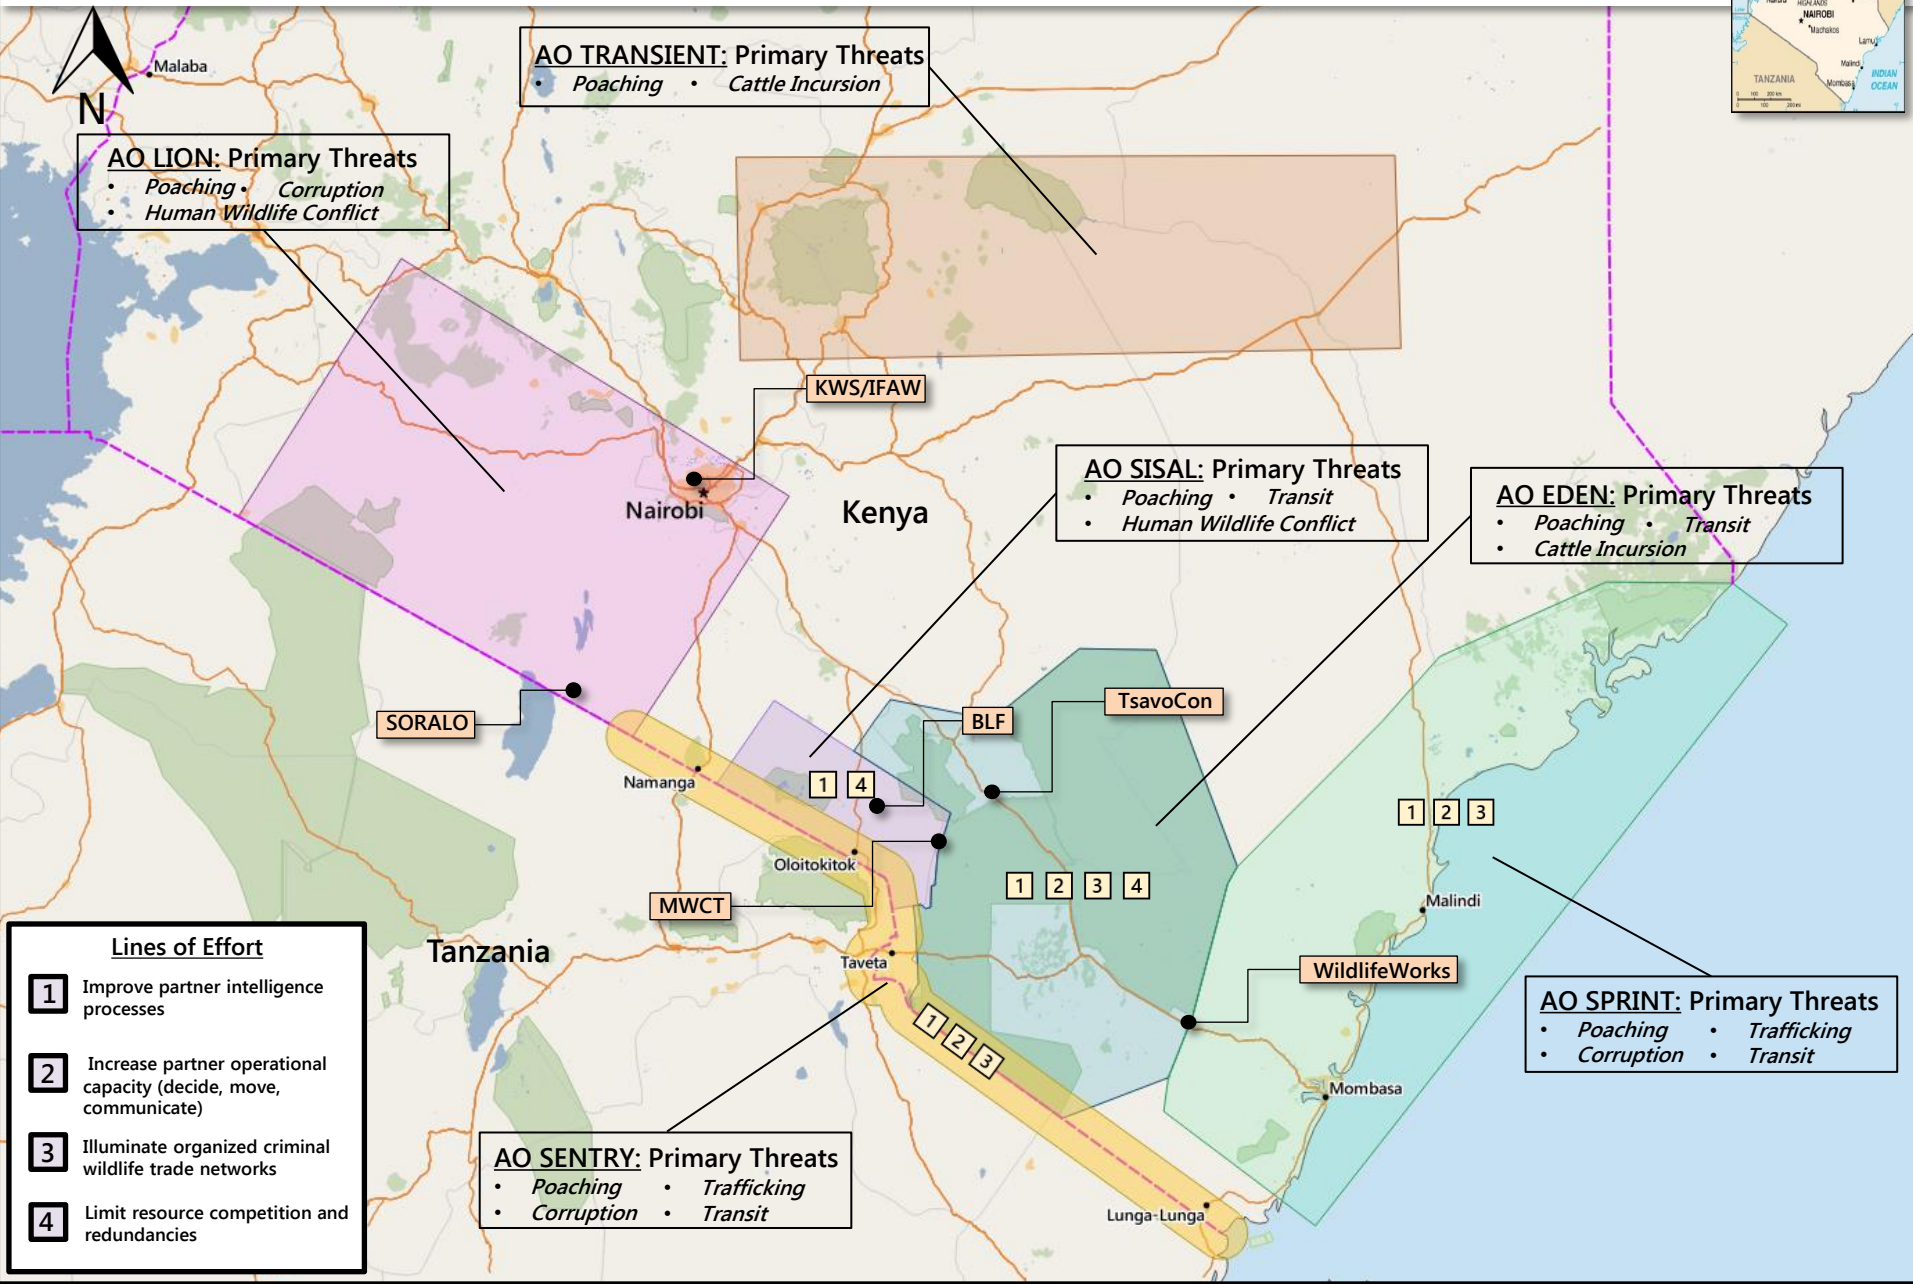 HIGHLANDS
NAIROBI
Machakos
Lamu
Malindi
TANZANIA
Mombasa
INDIAN
OCEAN
N
Malaba
AO TRANSIENT: Primary Threats
• Poaching • Cattle Incursion
AO LION: Primary Threats
• Poaching • Corruption
• Human Wildlife Conflict
KWS/IFAW
Nairobi
Kenya
AO SISAL: Primary Threats
• Poaching • Transit
• Human Wildlife Conflict
AO EDEN: Primary Threats
• Poaching • Transit
• Cattle Incursion
SORALO
BLF
TsavoCon
Namanga
1 4
1 2 3
Oloitokitok
1 2 3 4
MWCT
Malindi
Tanzania
Taveta
WildlifeWorks
1 2 3
AO SPRINT: Primary Threats
• Poaching • Trafficking
• Corruption • Transit
Mombasa
AO SENTRY: Primary Threats
• Poaching • Trafficking
• Corruption • Transit
Lunga-Lunga
Lines of Effort
1 Improve partner intelligence
processes
2 Increase partner operational
capacity (decide, move,
communicate)
3 Illuminate organized criminal
wildlife trade networks
4 Limit resource competition and
redundancies